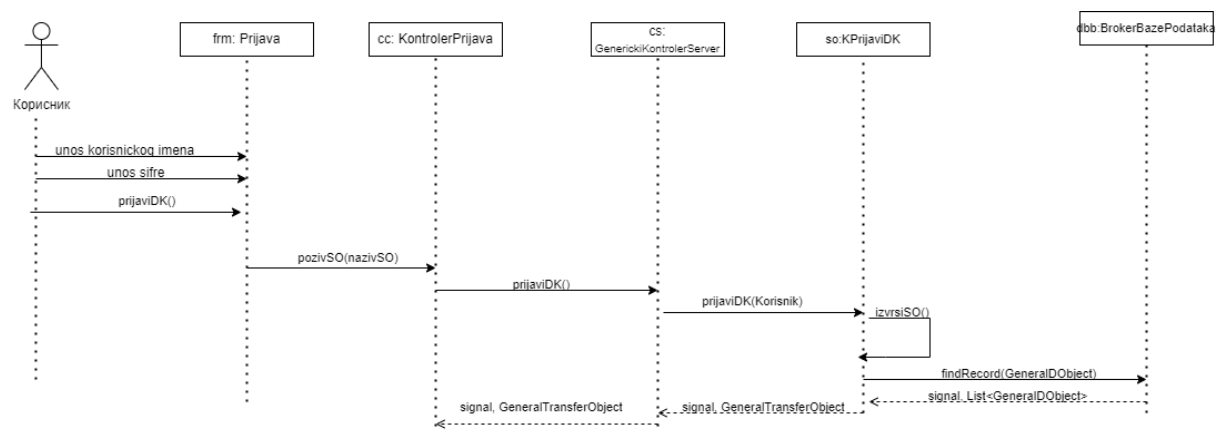 frm: Prijava
cc: KontrolerPrijava
cs:
GenerickiKontrolerServer
so:KPrijaviDK
dbb:BrokerBazePodataka
Корисник
unos korisnickog imena
unos sifre
prijaviDK()
pozivSO(nazivSO)
prijaviDK()
prijaviDK(Korisnik)
izvrsiSO()
findRecord(GeneralDObject)
signal, List<GeneralDObject>
signal, GeneralTransferObject
signal, GeneralTransferObject